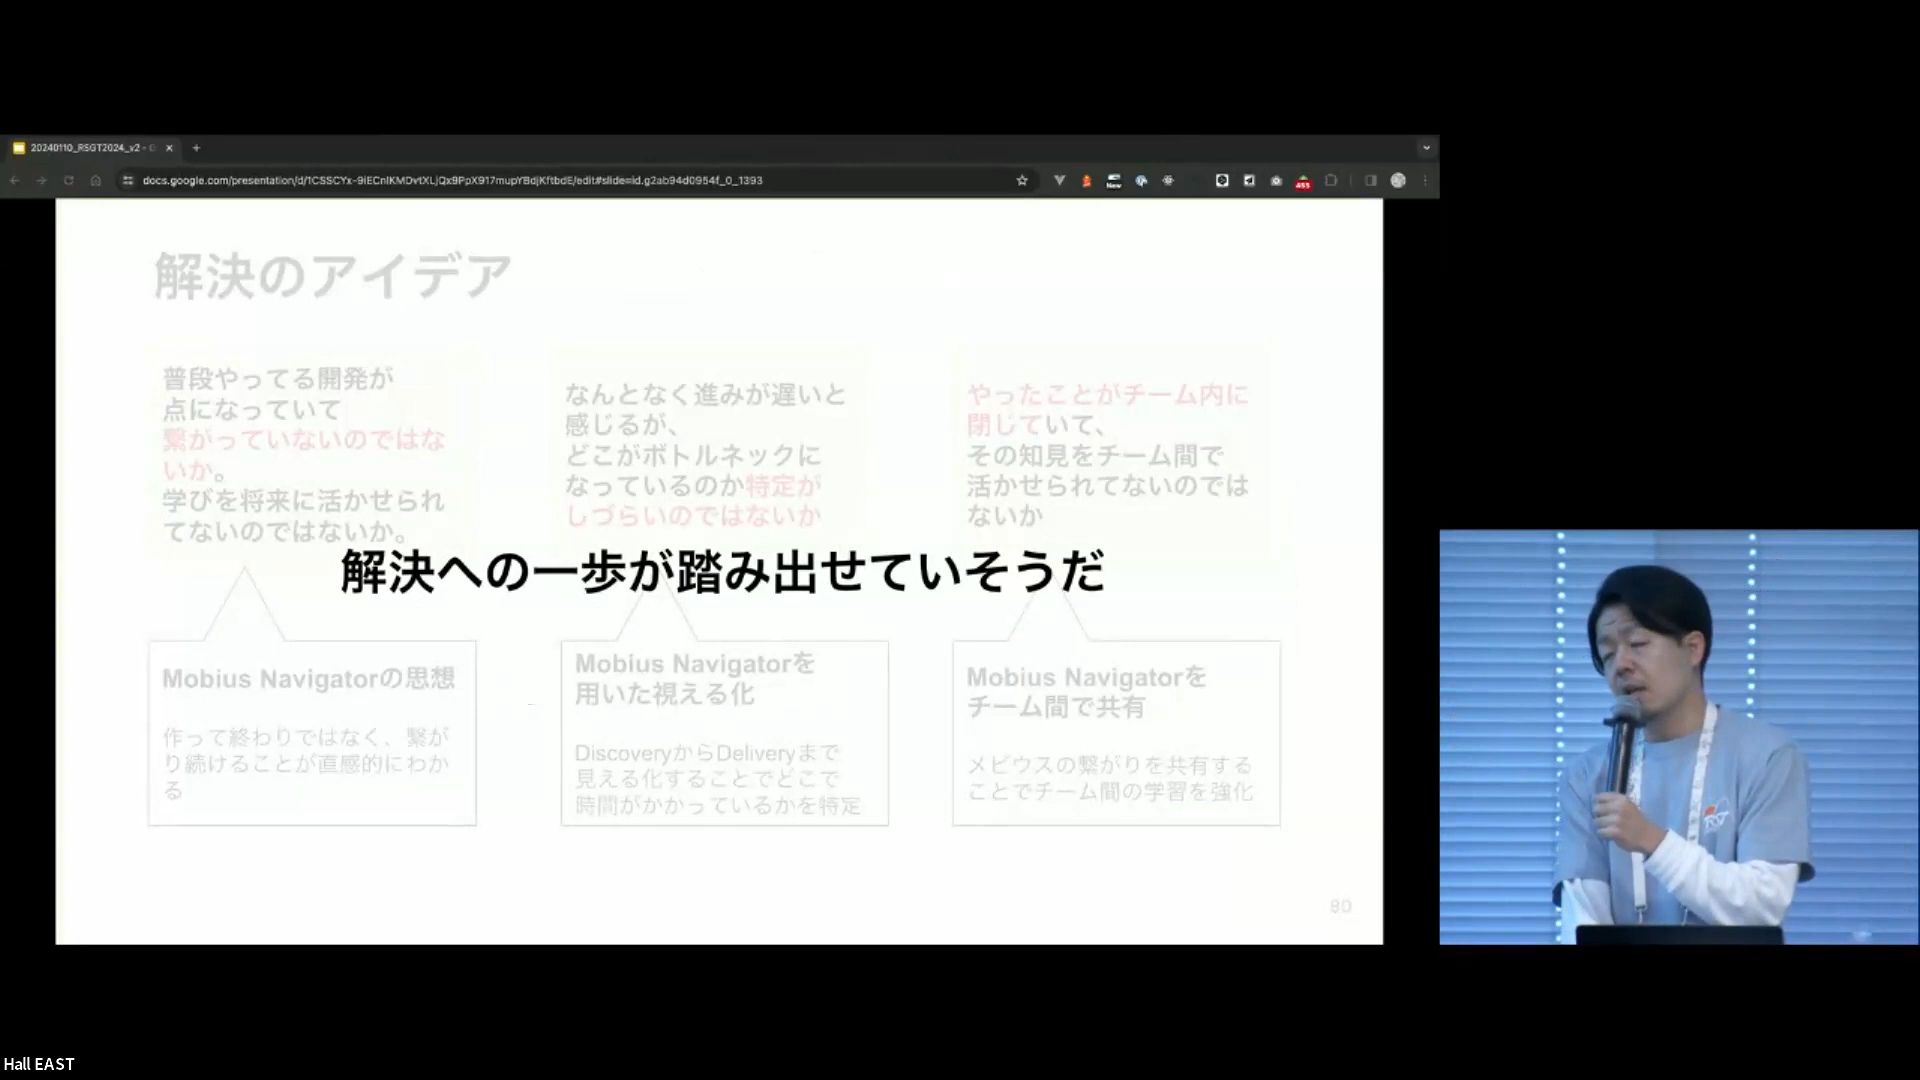 20240110_RSGT2024_v2 - G
docs.google.com/presentation/d/1CSSCYx-9iECnIKMDvtXLjQx9PpX917mupYBdjKftbdE/edit#slide=id.g2ab94d0954f_0_1393
New
455
解決のアイデア
普段やってる開発が
点になっていて
繋がっていないのではな
いか。
学びを将来に活かせられ
てないのではないか。
なんとなく進みが遅いと
感じるが、
どこがボトルネックに
なっているのか特定が
しづらいのではないか
やったことがチーム内に
閉じていて、
その知見をチーム間で
活かせられてないのでは
ないか
解決への一歩が踏み出せていそうだ
Mobius Navigatorの思想
作って終わりではなく、繋が
り続けることが直感的にわか
る
Mobius Navigatorを
用いた視える化
DiscoveryからDeliveryまで
見える化することでどこで
時間がかかっているかを特定
Mobius Navigatorを
チーム間で共有
メビウスの繋がりを共有する
ことでチーム間の学習を強化
80
Hall EAST